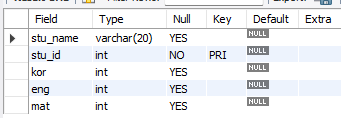 Field Type Null Key Default Extra
stu_name varchar(20) YES NULL
stu_id int NO PRI NULL
kor int YES NULL
eng int YES NULL
mat int YES NULL